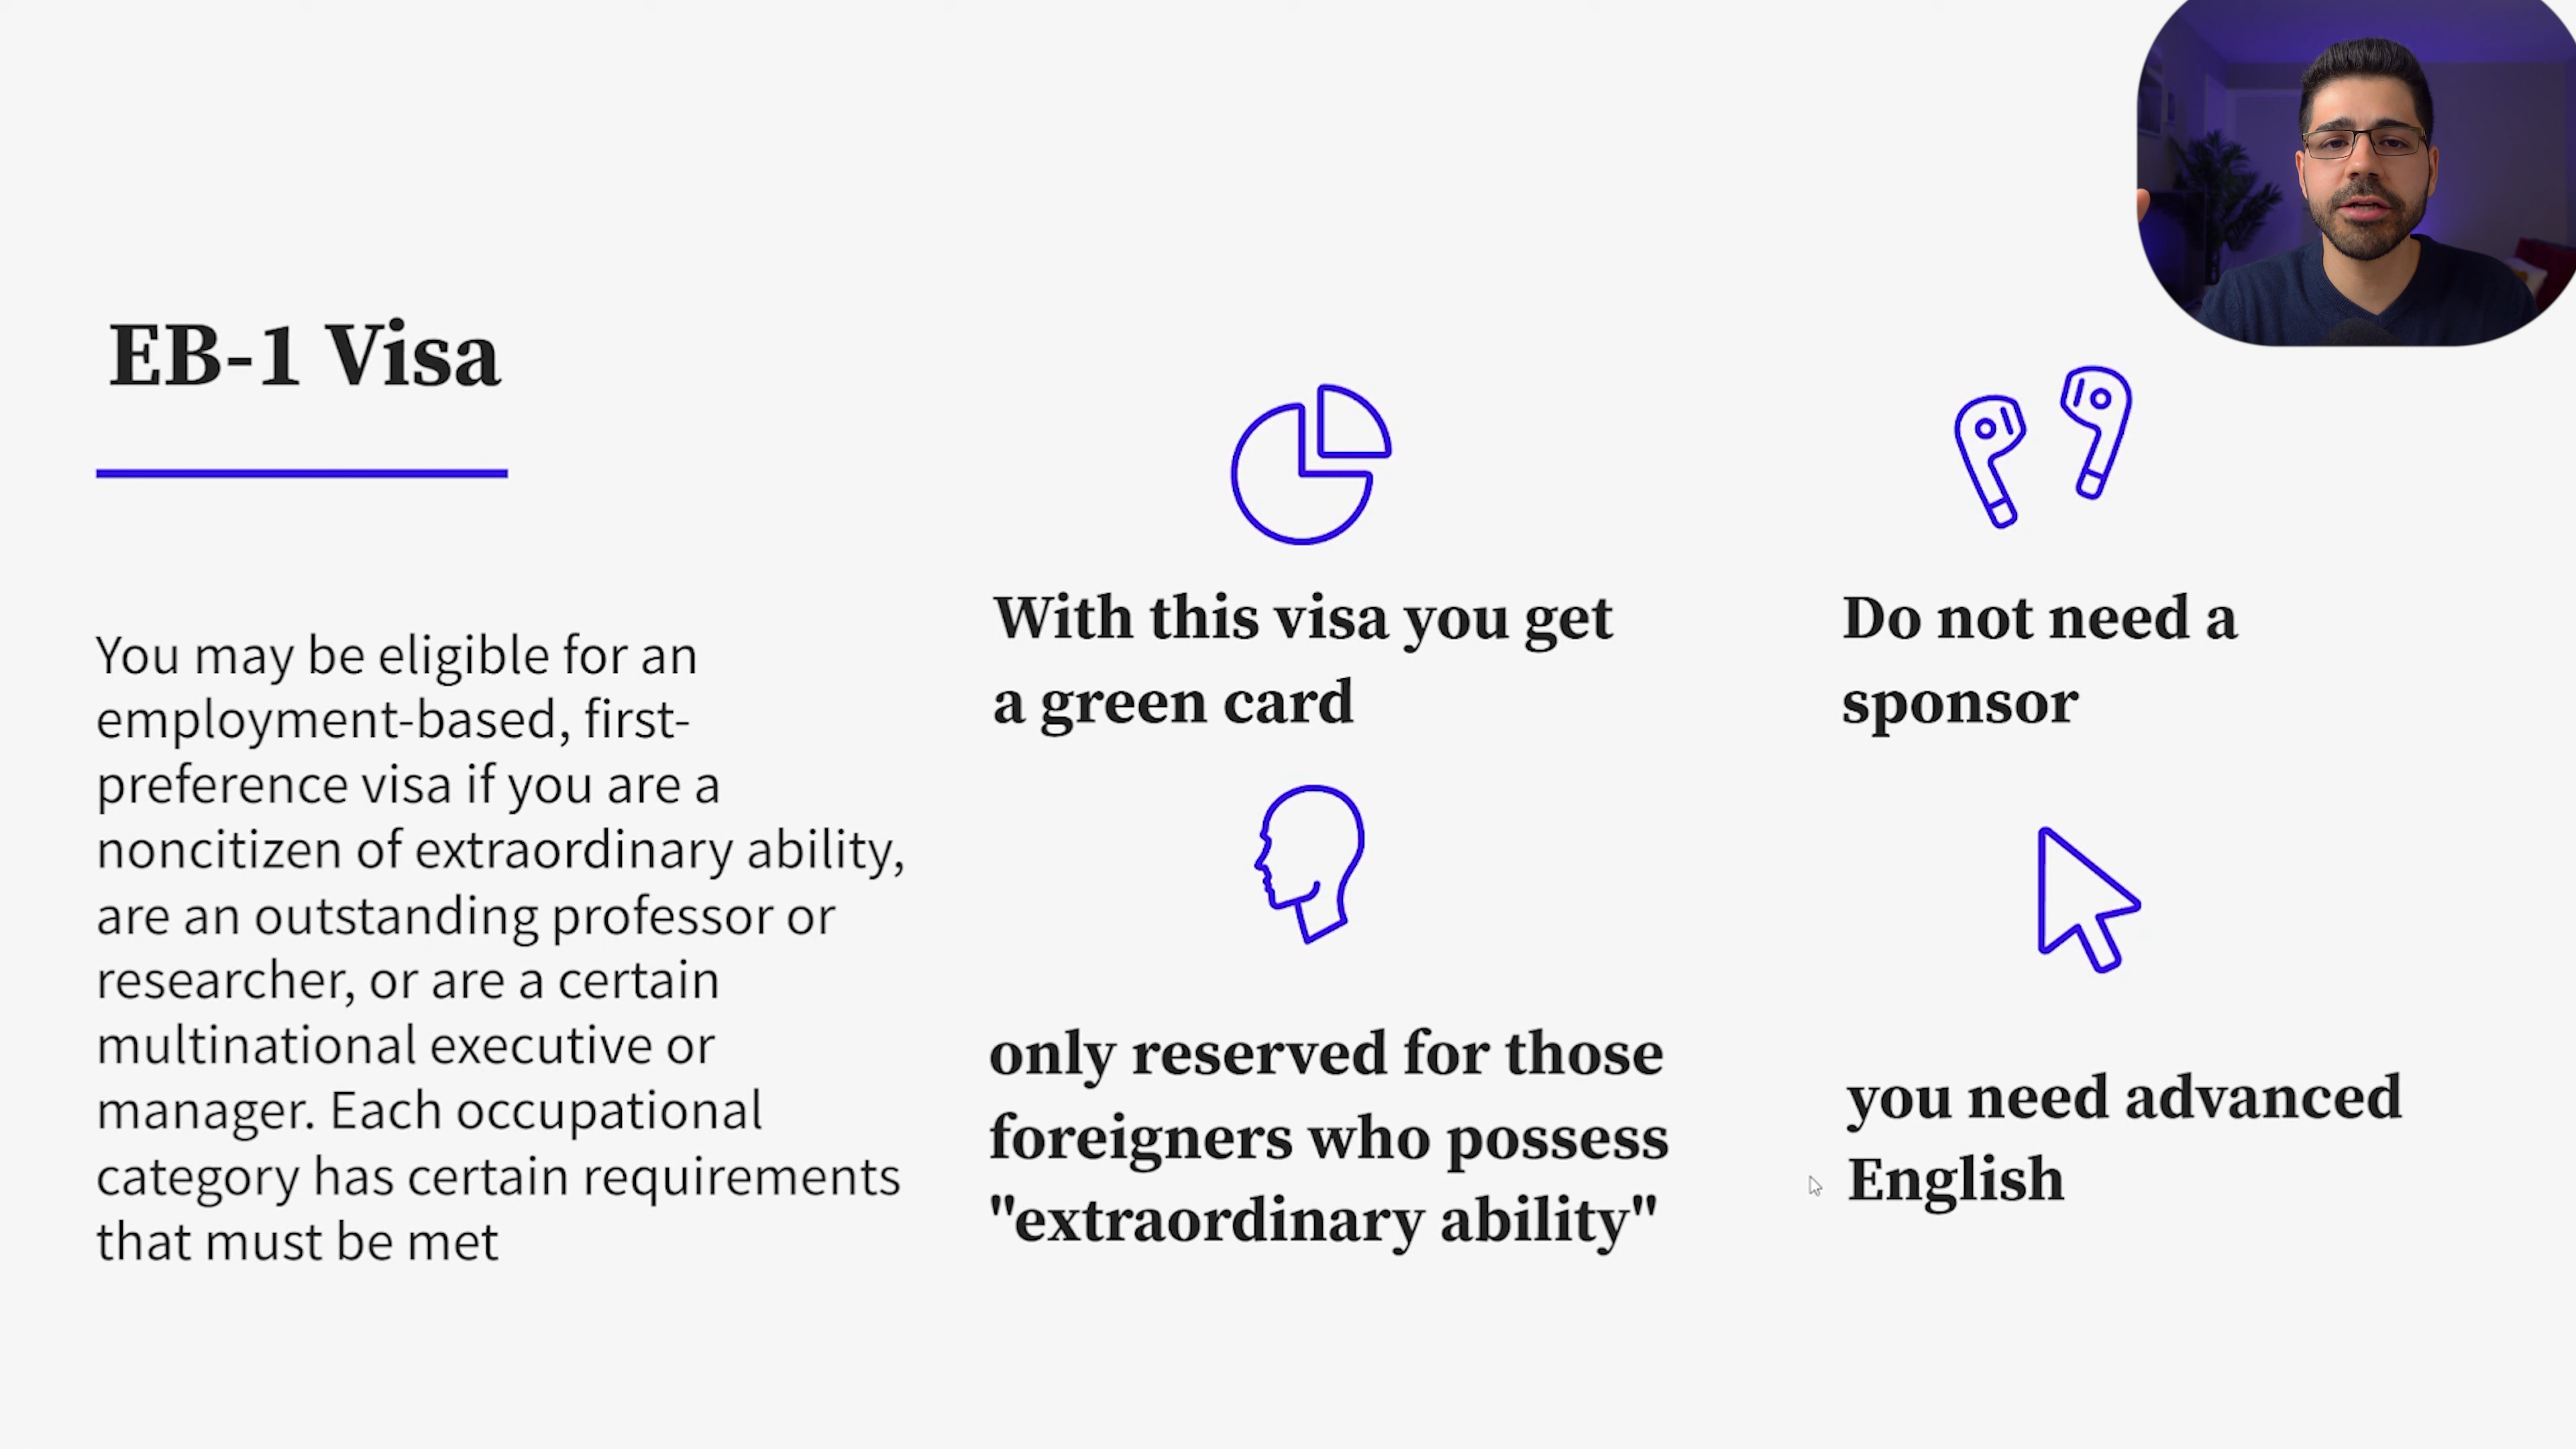 EB-1 Visa
You may be eligible for an
employment-based, first-
preference visa if you are a
noncitizen of extraordinary ability,
are an outstanding professor or
researcher, or are a certain
multinational executive or
manager. Each occupational
category has certain requirements
that must be met
With this visa you get
a green card
Do not need a
sponsor
only reserved for those
foreigners who possess
"extraordinary ability"
you need advanced
English